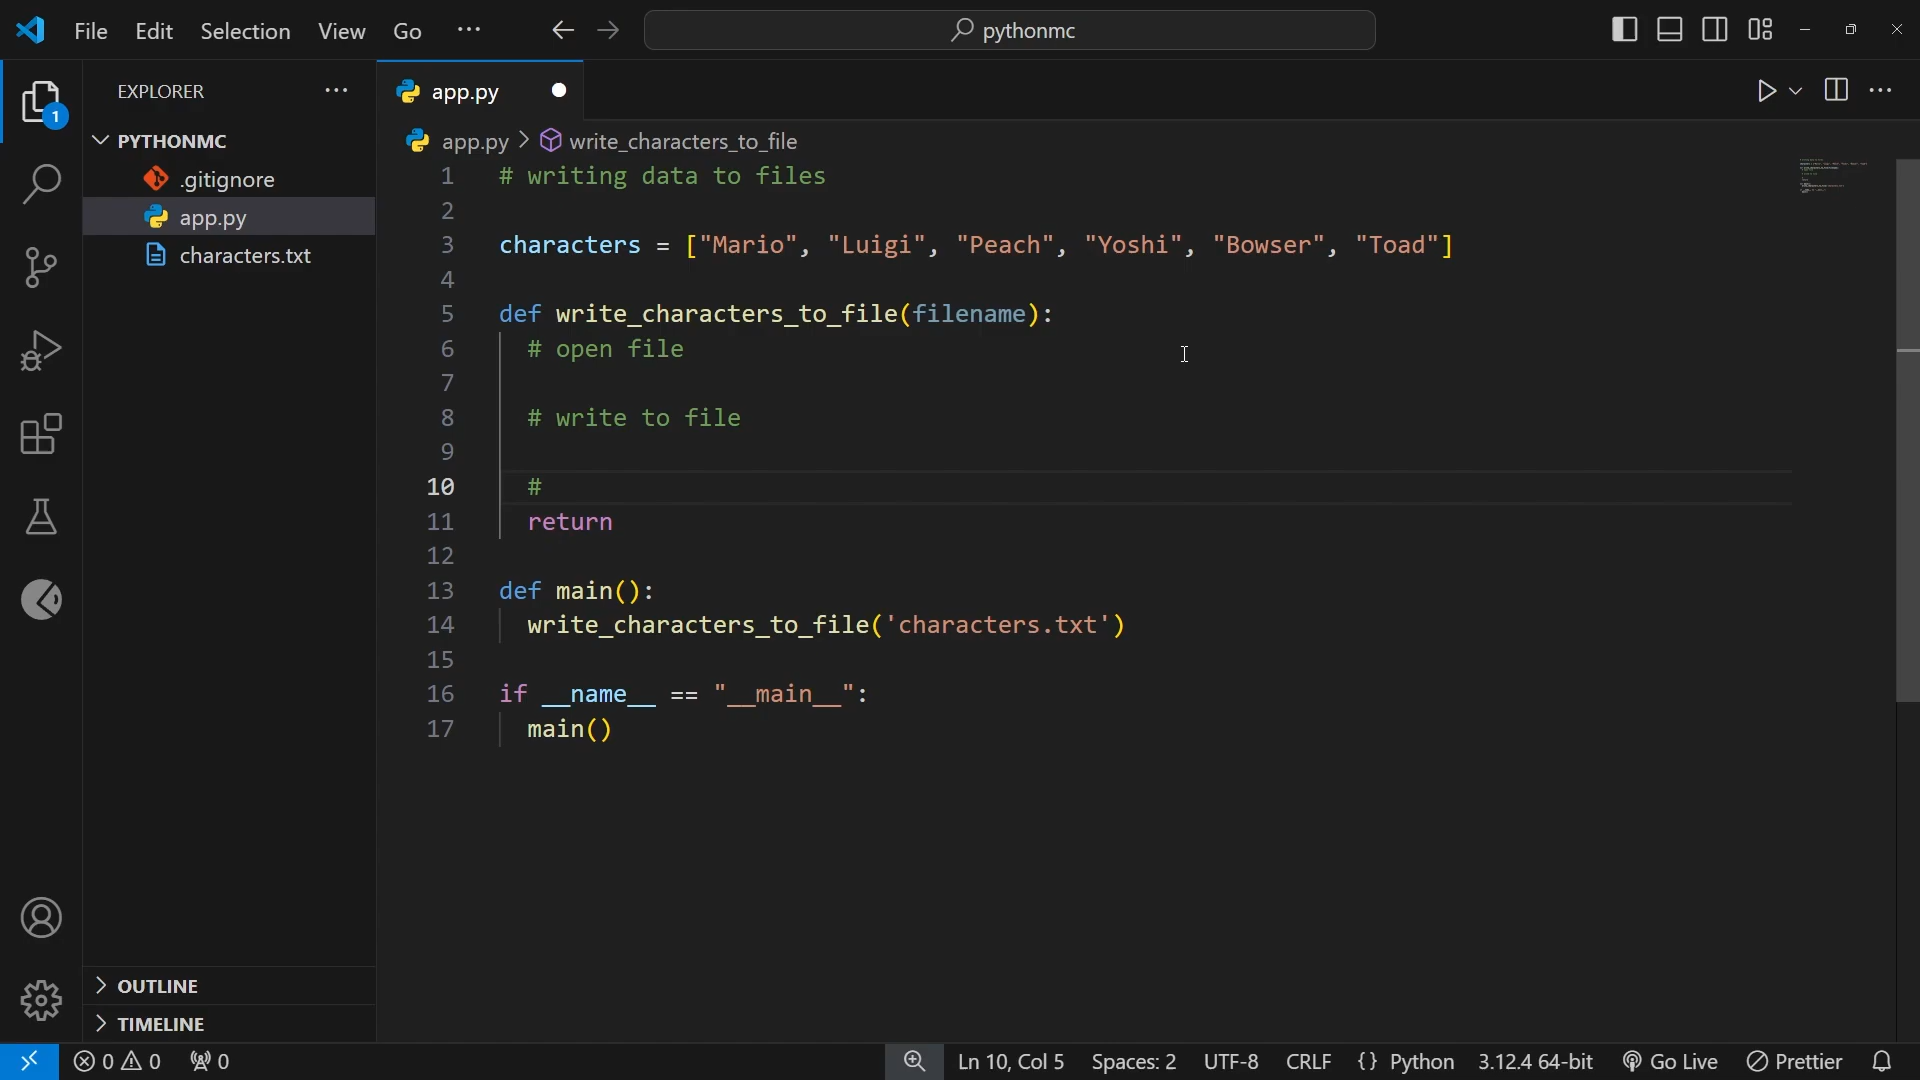 File Edit Selection View Go ··· pythonmc
EXPLORER ···
1
PYTHONMC
.gitignore
app.py
characters.txt
OUTLINE
TIMELINE
app.py
app.py > write_characters_to_file
1 # writing data to files
2
3 characters = ["Mario", "Luigi", "Peach", "Yoshi", "Bowser", "Toad"]
4
5 def write_characters_to_file(filename):
6 # open file
7
8 # write to file
9
10 #
11 return
12
13 def main():
14 write_characters_to_file('characters.txt')
15
16 if __name__ == "__main__":
17 main()
0 0 0 Ln 10, Col 5 Spaces: 2 UTF-8 CRLF {} Python 3.12.4 64-bit Go Live Prettier